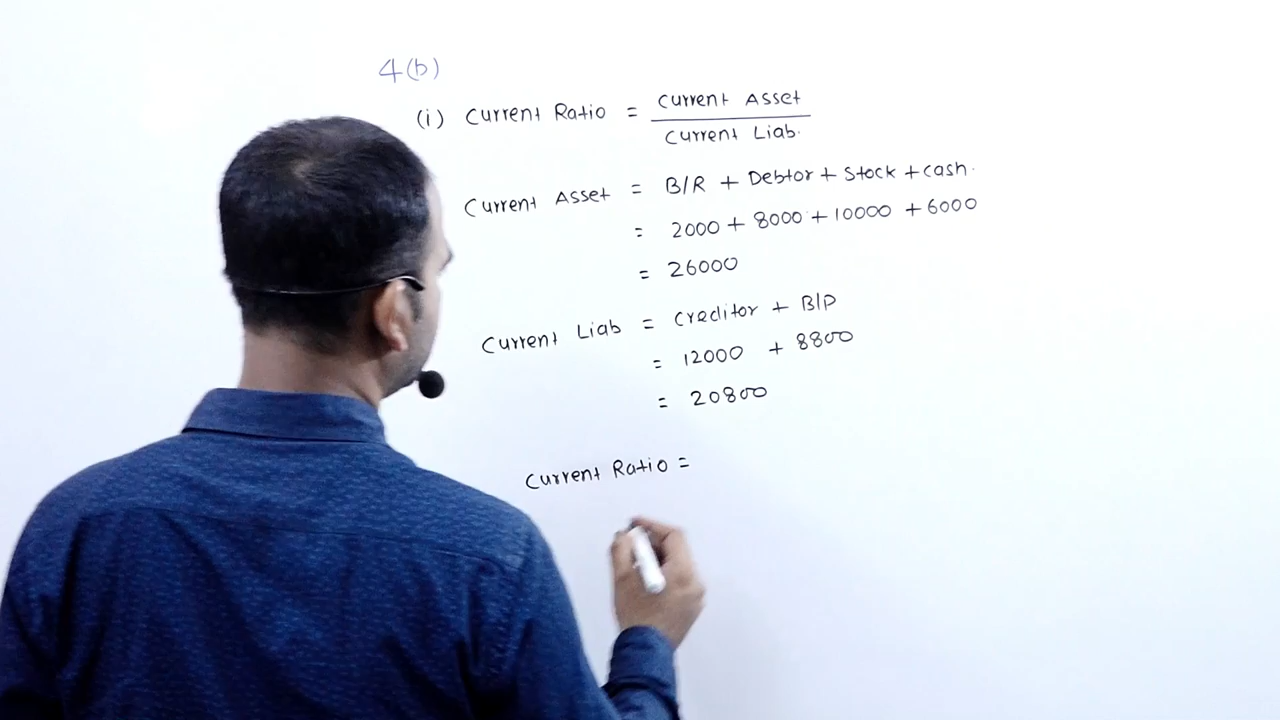 4(b)
(i) Current Ratio = Current Asset / Current Liab.
Current Asset = B/R + Debtor + Stock + Cash.
= 2000 + 8000 + 10000 + 6000
= 26000
Current Liab = Creditor + B/P
= 12000 + 8800
= 20800
Current Ratio =